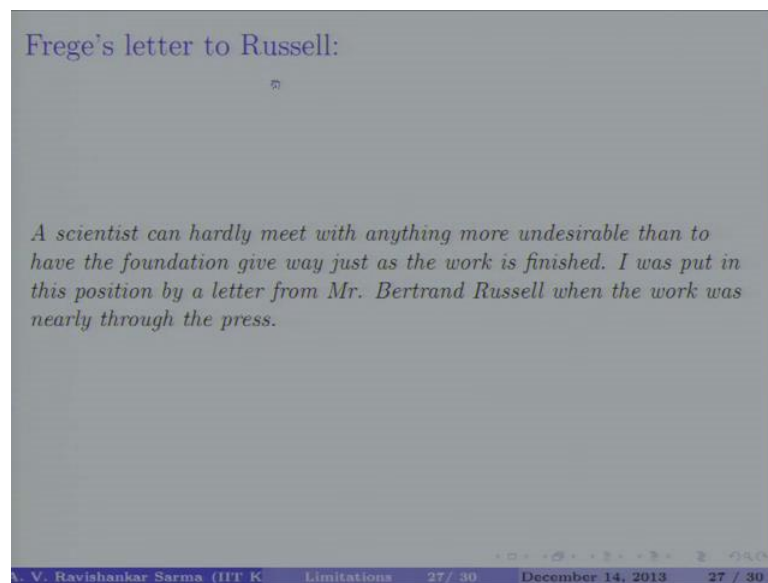 Frege's letter to Russell:
A scientist can hardly meet with anything more undesirable than to
have the foundation give way just as the work is finished. I was put in
this position by a letter from Mr. Bertrand Russell when the work was
nearly through the press.
A. V. Ravishankar Sarma (IIT K Limitations 27/ 30 December 14, 2013 27 / 30